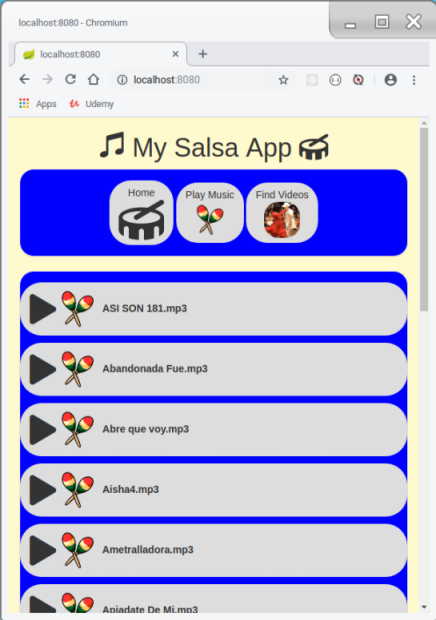 localhost:8080 - Chromium
localhost:8080
localhost:8080
Apps Udemy
My Salsa App
Home Play Music Find Videos
ASI SON 181.mp3
Abandonada Fue.mp3
Abre que voy.mp3
Aisha4.mp3
Ametralladora.mp3
Apiadate De Mi.mp3